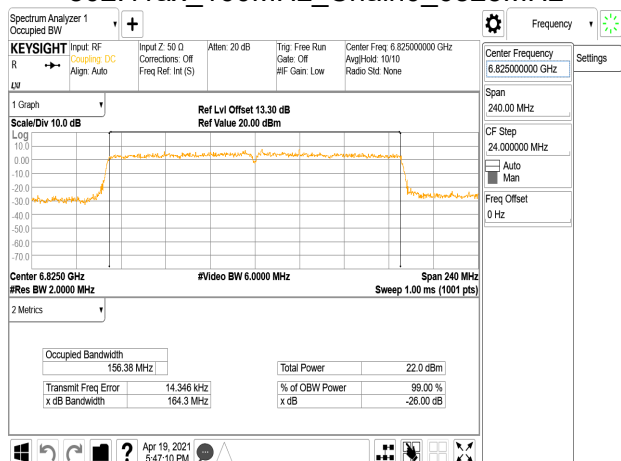 Spectrum Analyzer 1
Occupied BW
Frequency
KEYSIGHT
R
LXI
Input: RF
Coupling: DC
Align: Auto
Input Z: 50 Ω
Corrections: Off
Freq Ref: Int (S)
Atten: 20 dB
Trig: Free Run
Gate: Off
#IF Gain: Low
Center Freq: 6.825000000 GHz
Avg|Hold: 10/10
Radio Std: None
Center Frequency
6.825000000 GHz
Settings
Span
240.00 MHz
CF Step
24.000000 MHz
Auto
Man
Freq Offset
0 Hz
1 Graph
Scale/Div 10.0 dB
Ref Lvl Offset 13.30 dB
Ref Value 20.00 dBm
Log
10.0
0.00
-10.0
-20.0
-30.0
-40.0
-50.0
-60.0
-70.0
Center 6.8250 GHz
#Res BW 2.0000 MHz
#Video BW 6.0000 MHz
Span 240 MHz
Sweep 1.00 ms (1001 pts)
2 Metrics
Occupied Bandwidth
156.38 MHz
Transmit Freq Error 14.346 kHz
x dB Bandwidth 164.3 MHz
Total Power 22.0 dBm
% of OBW Power 99.00 %
x dB -26.00 dB
Apr 19, 2021
5:47:10 PM